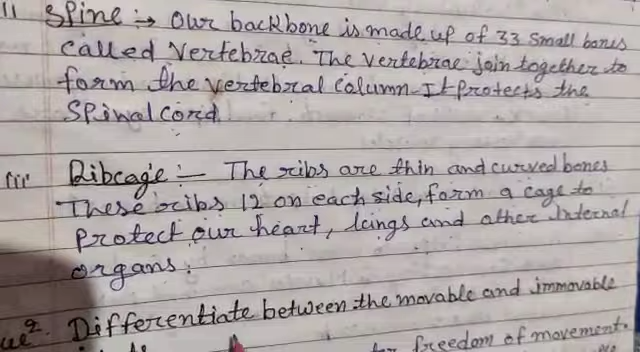 ii Spine :→ Our backbone is made up of 33 small bones
called vertebrae. The vertebrae join together to
form the vertebral column. It protects the
spinal cord
iii Ribcage :- The ribs are thin and curved bones
These ribs 12 on each side, form a cage to
Protect our heart, lungs and other Internal
organs.
ue². Differentiate between the movable and immovable
freedom of movement.